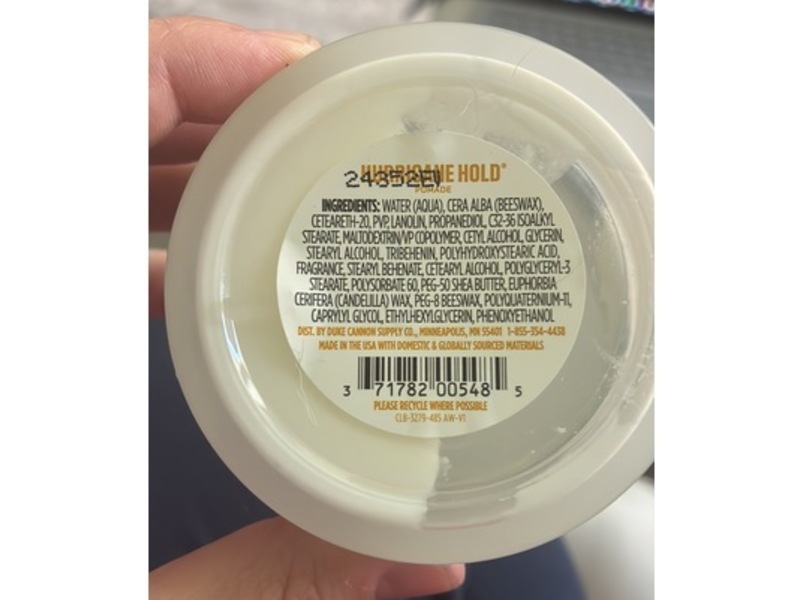 HURRICANE HOLD®
24352EV
POMADE
INGREDIENTS: WATER (AQUA), CERA ALBA (BEESWAX),
CETEARETH-20, PVP, LANOLIN, PROPANEDIOL, C32-36 ISOALKYL
STEARATE, MALTODEXTRIN/VP COPOLYMER, CETYL ALCOHOL, GLYCERIN,
STEARYL ALCOHOL, TRIBEHENIN, POLYHYDROXYSTEARIC ACID,
FRAGRANCE, STEARYL BEHENATE, CETEARYL ALCOHOL, POLYGLYCERYL-3
STEARATE, POLYSORBATE 60, PEG-50 SHEA BUTTER, EUPHORBIA
CERIFERA (CANDELILLA) WAX, PEG-8 BEESWAX, POLYQUATERNIUM-11,
CAPRYLYL GLYCOL, ETHYLHEXYLGLYCERIN, PHENOXYETHANOL
DIST. BY DUKE CANNON SUPPLY CO., MINNEAPOLIS, MN 55401 1-855-354-4438
MADE IN THE USA WITH DOMESTIC & GLOBALLY SOURCED MATERIALS
3 71782 00548 5
PLEASE RECYCLE WHERE POSSIBLE
CLB-3279-485 AW-V1